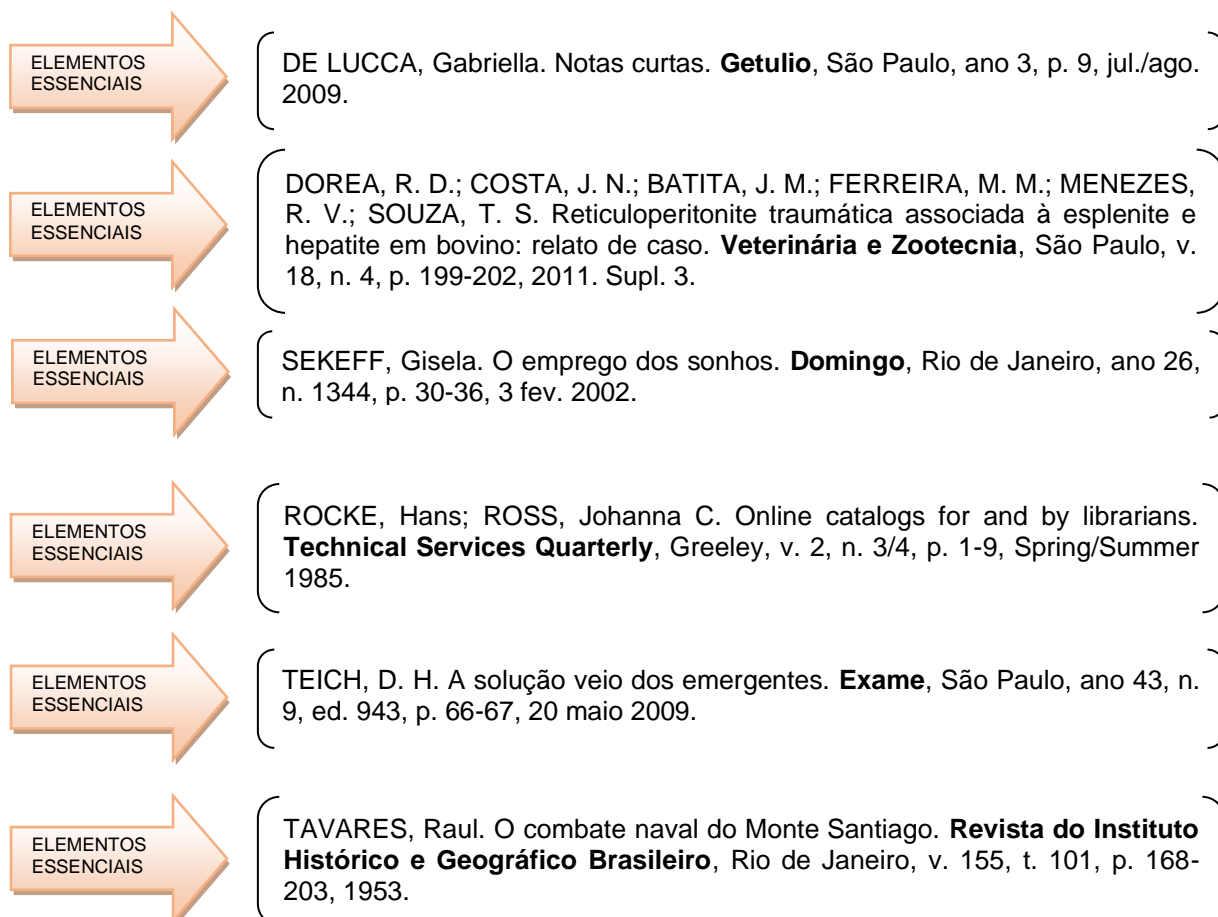 ELEMENTOS
ESSENCIAIS
DE LUCCA, Gabriella. Notas curtas. Getulio, São Paulo, ano 3, p. 9, jul./ago.
2009.
ELEMENTOS
ESSENCIAIS
DOREA, R. D.; COSTA, J. N.; BATITA, J. M.; FERREIRA, M. M.; MENEZES,
R. V.; SOUZA, T. S. Reticuloperitonite traumática associada à esplenite e
hepatite em bovino: relato de caso. Veterinária e Zootecnia, São Paulo, v.
18, n. 4, p. 199-202, 2011. Supl. 3.
ELEMENTOS
ESSENCIAIS
SEKEFF, Gisela. O emprego dos sonhos. Domingo, Rio de Janeiro, ano 26,
n. 1344, p. 30-36, 3 fev. 2002.
ELEMENTOS
ESSENCIAIS
ROCKE, Hans; ROSS, Johanna C. Online catalogs for and by librarians.
Technical Services Quarterly, Greeley, v. 2, n. 3/4, p. 1-9, Spring/Summer
1985.
ELEMENTOS
ESSENCIAIS
TEICH, D. H. A solução veio dos emergentes. Exame, São Paulo, ano 43, n.
9, ed. 943, p. 66-67, 20 maio 2009.
ELEMENTOS
ESSENCIAIS
TAVARES, Raul. O combate naval do Monte Santiago. Revista do Instituto
Histórico e Geográfico Brasileiro, Rio de Janeiro, v. 155, t. 101, p. 168-
203, 1953.